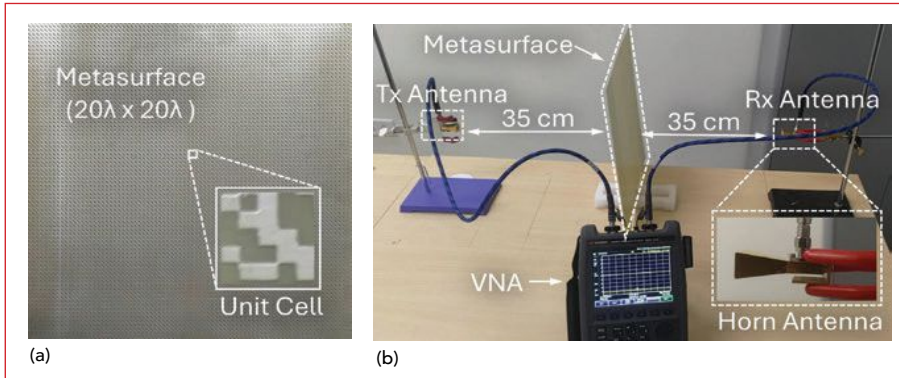 Metasurface
(20λ x 20λ )
Unit Cell
(a)
Metasurface
Tx Antenna
35 cm
35 cm
Rx Antenna
VNA
Horn Antenna
(b)